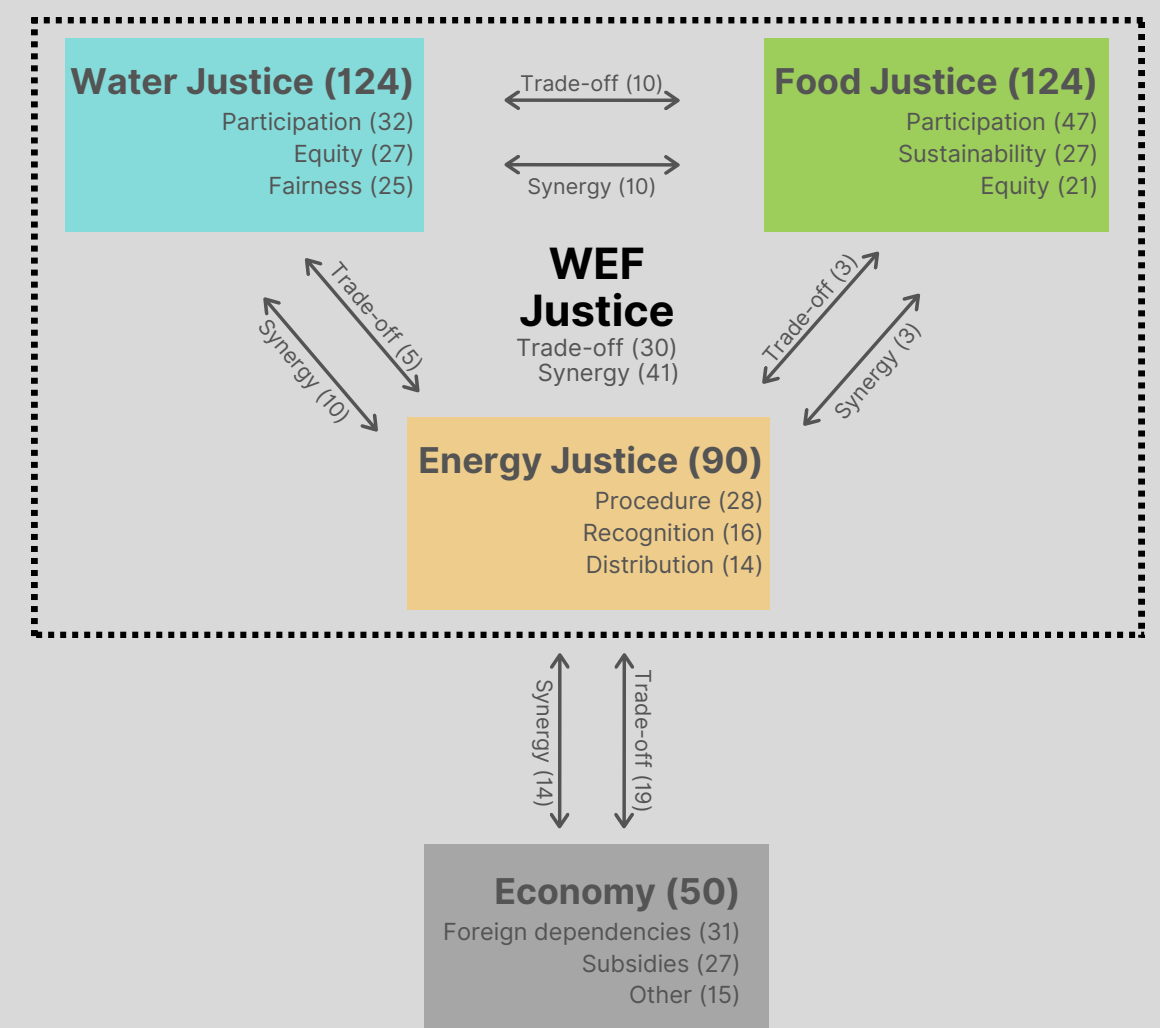 Water Justice (124)
Participation (32)
Equity (27)
Fairness (25)
Trade-off (10)
Synergy (10)
Food Justice (124)
Participation (47)
Sustainability (27)
Equity (21)
WEF
Justice
Trade-off (30)
Synergy (41)
Trade-off (5)
Synergy (10)
Trade-off (3)
Synergy (3)
Energy Justice (90)
Procedure (28)
Recognition (16)
Distribution (14)
Synergy (14)
Trade-off (19)
Economy (50)
Foreign dependencies (31)
Subsidies (27)
Other (15)